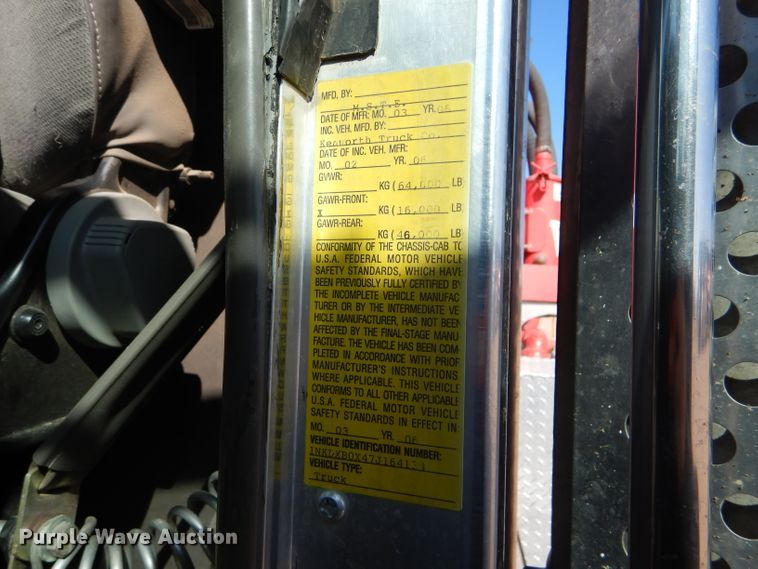 MFD. BY:
M.S.T.E.
DATE OF MFR: MO. 03 YR. 06
INC. VEH. MFD. BY:
Kenworth Truck Co.
DATE OF INC. VEH. MFR:
MO. 02 YR. 06
GVWR:
KG ( 64,000 LB)
GAWR-FRONT:
X KG ( 16,000 LB)
GAWR-REAR:
KG ( 46,000 LB)
CONFORMITY OF THE CHASSIS-CAB TO
U.S.A. FEDERAL MOTOR VEHICLE
SAFETY STANDARDS, WHICH HAVE
BEEN PREVIOUSLY FULLY CERTIFIED BY
THE INCOMPLETE VEHICLE MANUFAC
TURER OR BY THE INTERMEDIATE VE
HICLE MANUFACTURER, HAS NOT BEEN
AFFECTED BY THE FINAL-STAGE MANU
FACTURE. THE VEHICLE HAS BEEN COM-
PLETED IN ACCORDANCE WITH PRIOR
MANUFACTURER'S INSTRUCTIONS
WHERE APPLICABLE. THIS VEHICLE
CONFORMS TO ALL OTHER APPLICABLE
U.S.A. FEDERAL MOTOR VEHICLE
SAFETY STANDARDS IN EFFECT IN:
MO. 03 YR. 06
VEHICLE IDENTIFICATION NUMBER:
VEHICLE TYPE:
Truck
Purple Wave Auction